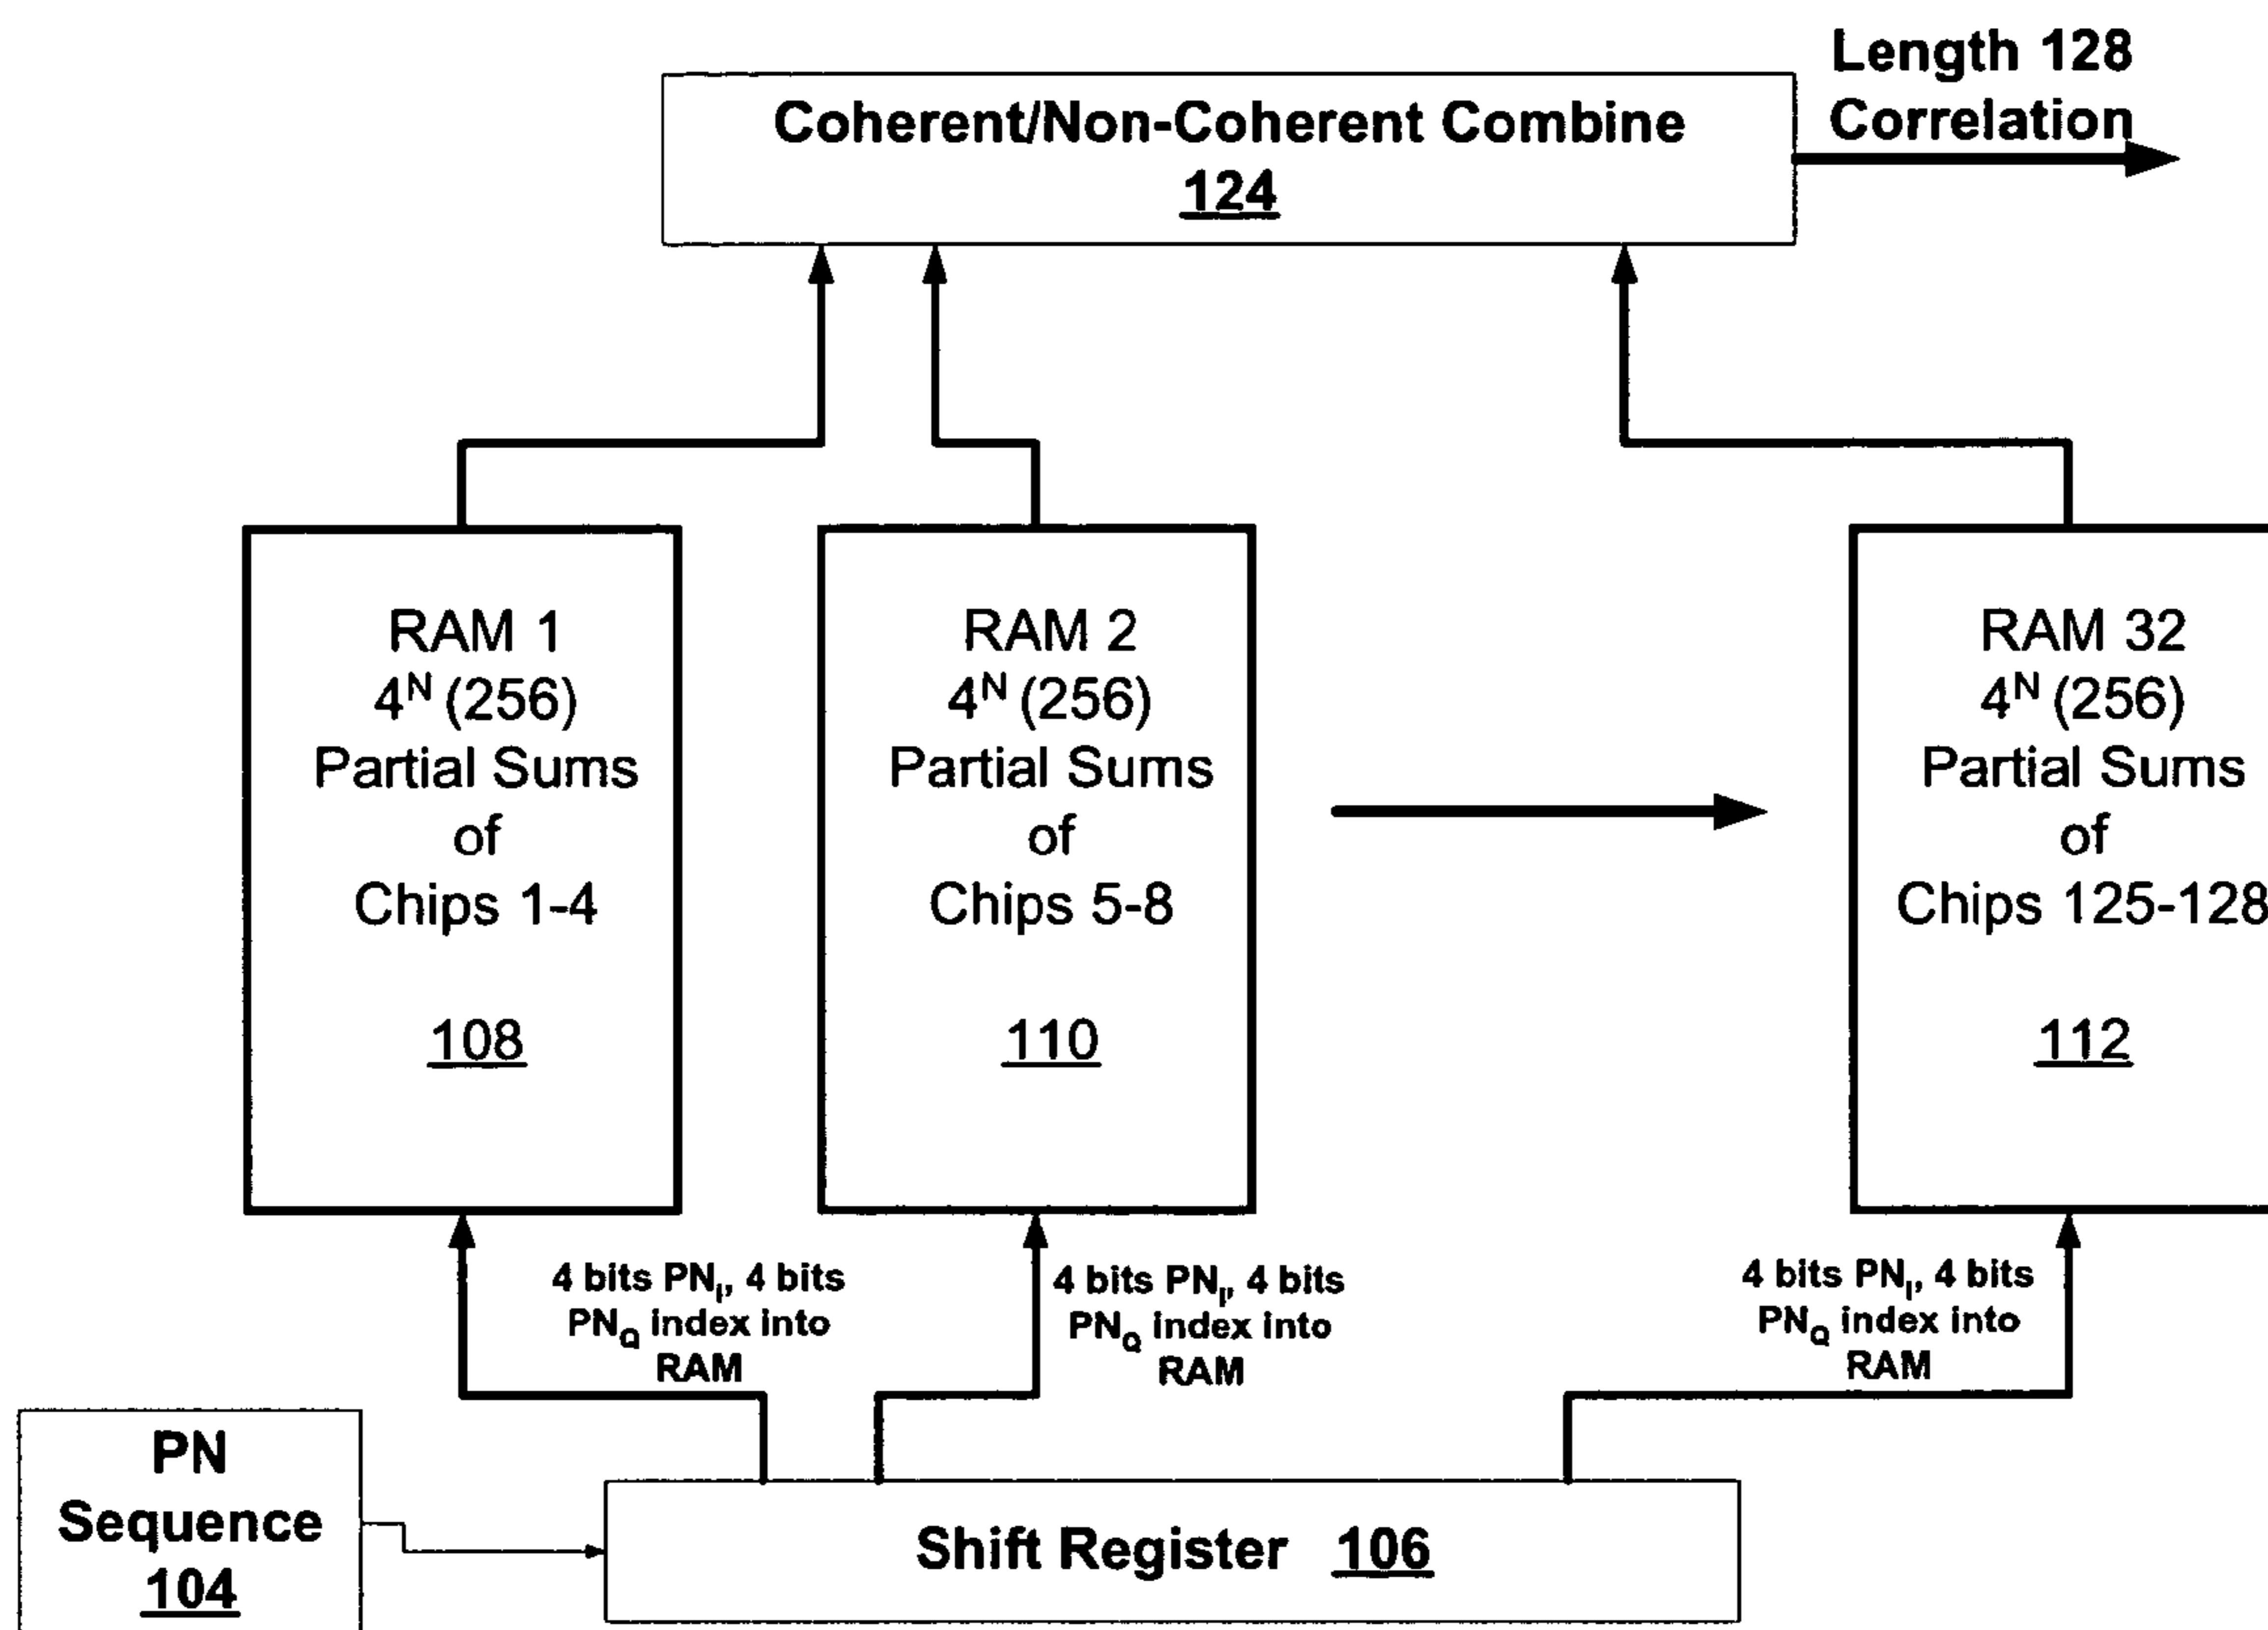 Length 128
Correlation
Coherent/Non-Coherent Combine
124
RAM 1
4^N (256)
Partial Sums
of
Chips 1-4
108
RAM 2
4^N (256)
Partial Sums
of
Chips 5-8
110
RAM 32
4^N (256)
Partial Sums
of
Chips 125-128
112
4 bits PN_I, 4 bits
PN_Q index into
RAM
4 bits PN_I, 4 bits
PN_Q index into
RAM
4 bits PN_I, 4 bits
PN_Q index into
RAM
PN
Sequence
104
Shift Register 106